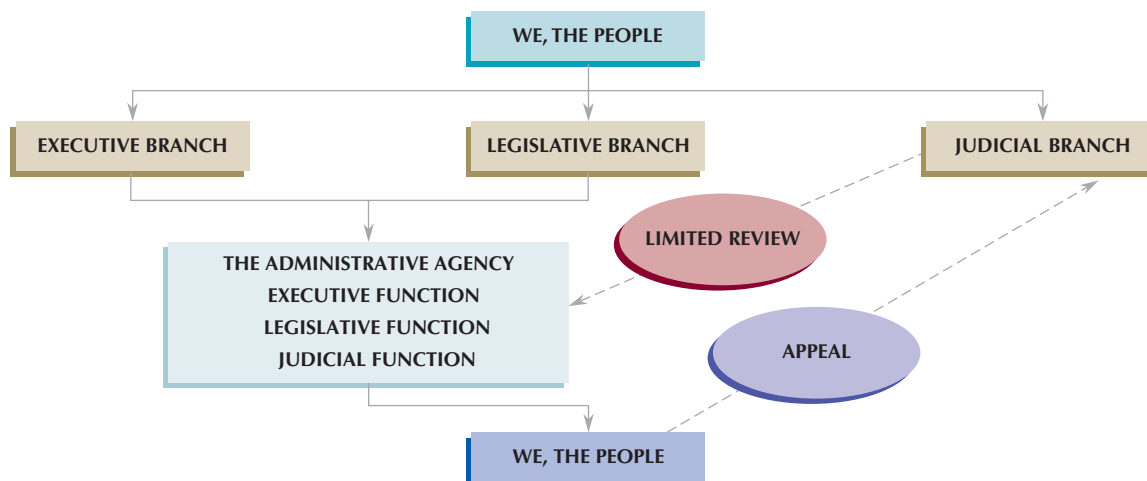 WE, THE PEOPLE
EXECUTIVE BRANCH
LEGISLATIVE BRANCH
JUDICIAL BRANCH
LIMITED REVIEW
THE ADMINISTRATIVE AGENCY
EXECUTIVE FUNCTION
LEGISLATIVE FUNCTION
JUDICIAL FUNCTION
APPEAL
WE, THE PEOPLE